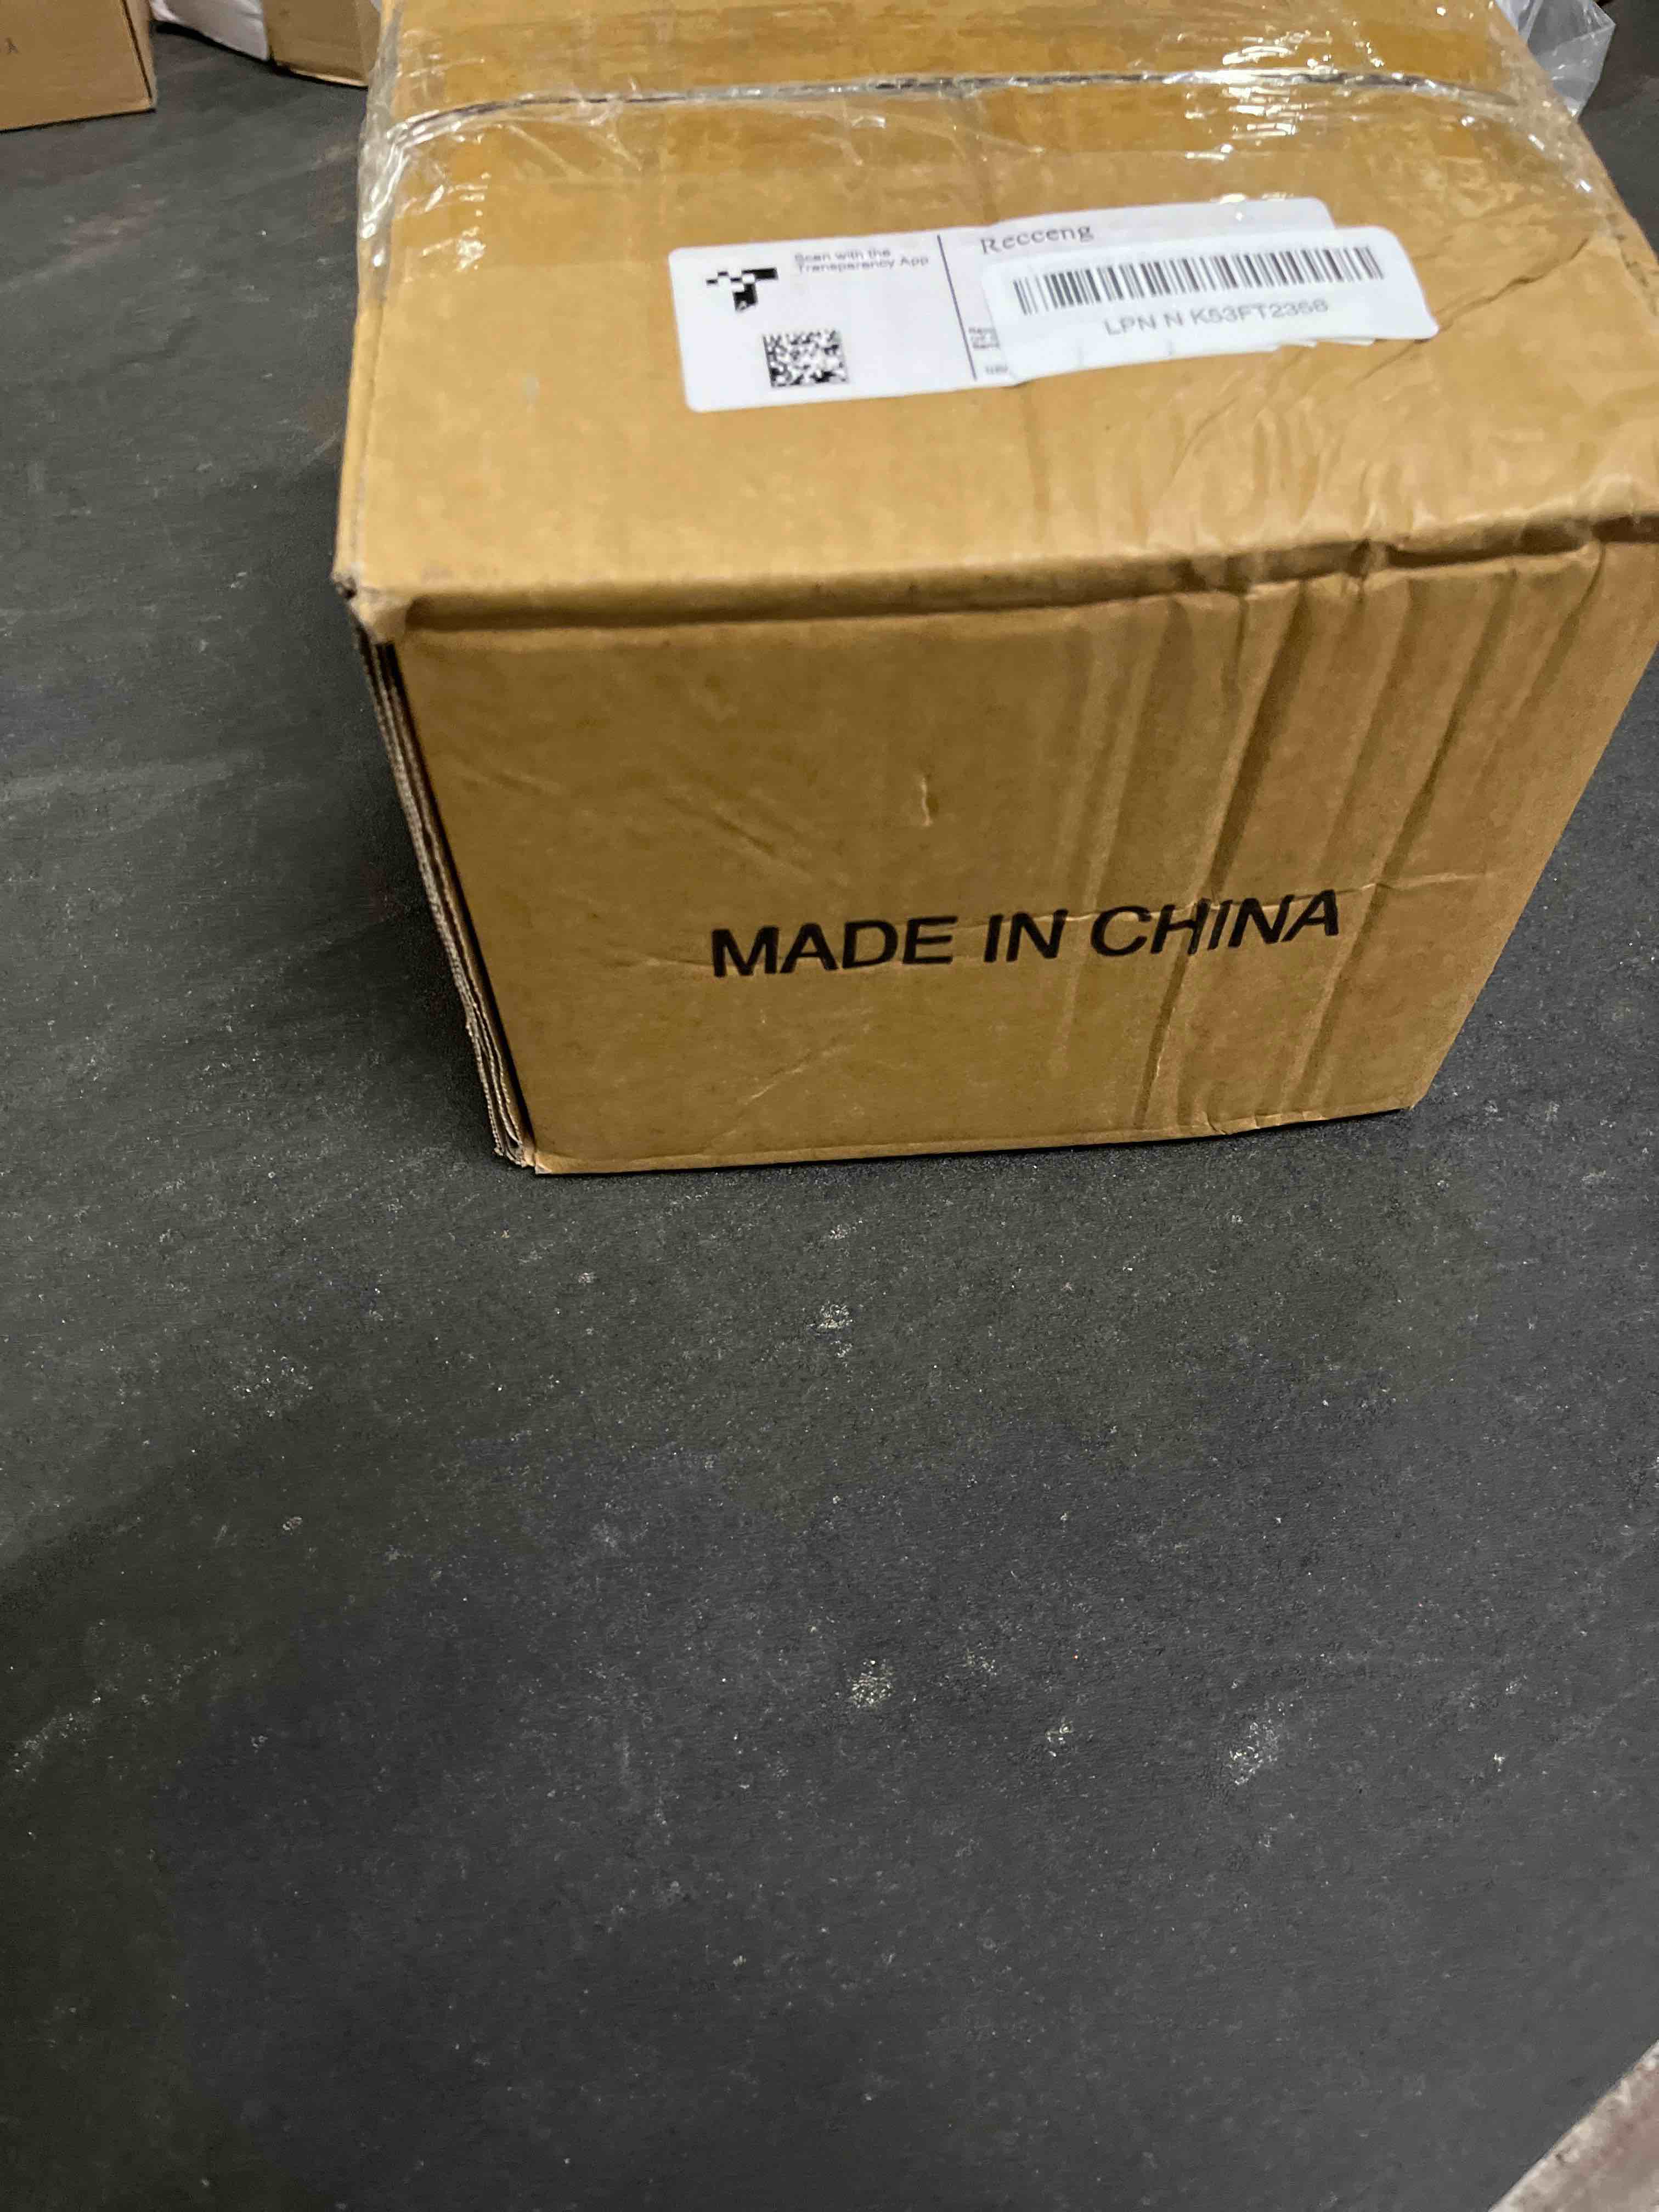 Scan with the
Transparency App
Recceng
LPN N K53FT2358
MADE IN CHINA